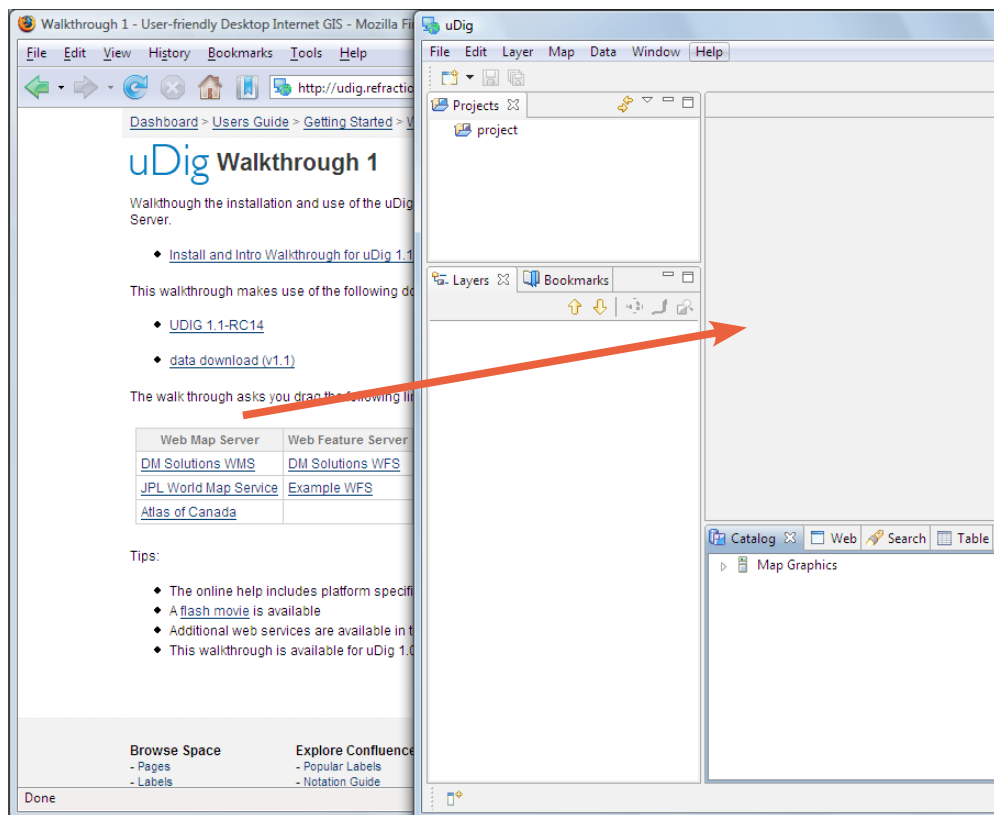 Walkthrough 1 - User-friendly Desktop Internet GIS - Mozilla Fi
File Edit View History Bookmarks Tools Help
http://udig.refractio
Dashboard > Users Guide > Getting Started >
uDig Walkthrough 1
Walkthough the installation and use of the uDig
Server.
Install and Intro Walkthrough for uDig 1.1
This walkthrough makes use of the following do
UDIG 1.1-RC14
data download (v1.1)
The walk through asks you drag the following li
Web Map Server Web Feature Server
DM Solutions WMS DM Solutions WFS
JPL World Map Service Example WFS
Atlas of Canada
Tips:
The online help includes platform specifi
A flash movie is available
Additional web services are available in t
This walkthrough is available for uDig 1.0
Browse Space Explore Confluence
- Pages - Popular Labels
- Labels - Notation Guide
Done
uDig
File Edit Layer Map Data Window Help
Projects
project
Layers Bookmarks
Catalog Web Search Table
Map Graphics